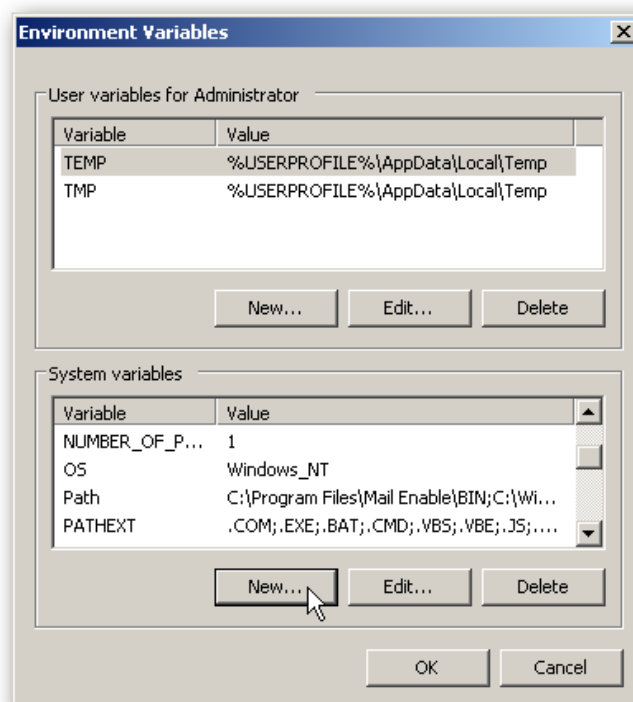 Environment Variables
User variables for Administrator
Variable Value
TEMP %USERPROFILE%\AppData\Local\Temp
TMP %USERPROFILE%\AppData\Local\Temp
New... Edit... Delete
System variables
Variable Value
NUMBER_OF_P... 1
OS Windows_NT
Path C:\Program Files\Mail Enable\BIN;C:\Wi...
PATHEXT .COM;.EXE;.BAT;.CMD;.VBS;.VBE;.JS;....
New... Edit... Delete
OK Cancel